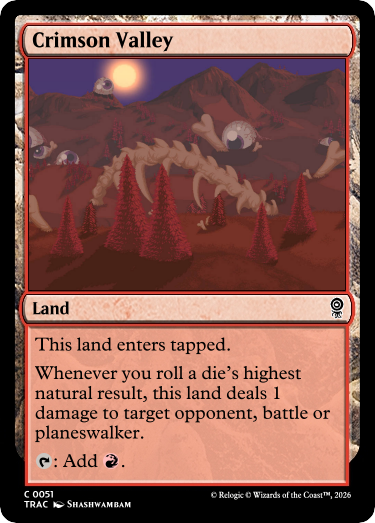 Crimson Valley
Land
This land enters tapped.
Whenever you roll a die's highest
natural result, this land deals 1
damage to target opponent, battle or
planeswalker.
: Add .
C 0051
TRAC Shashwambam
© Relogic © Wizards of the Coast™, 2026